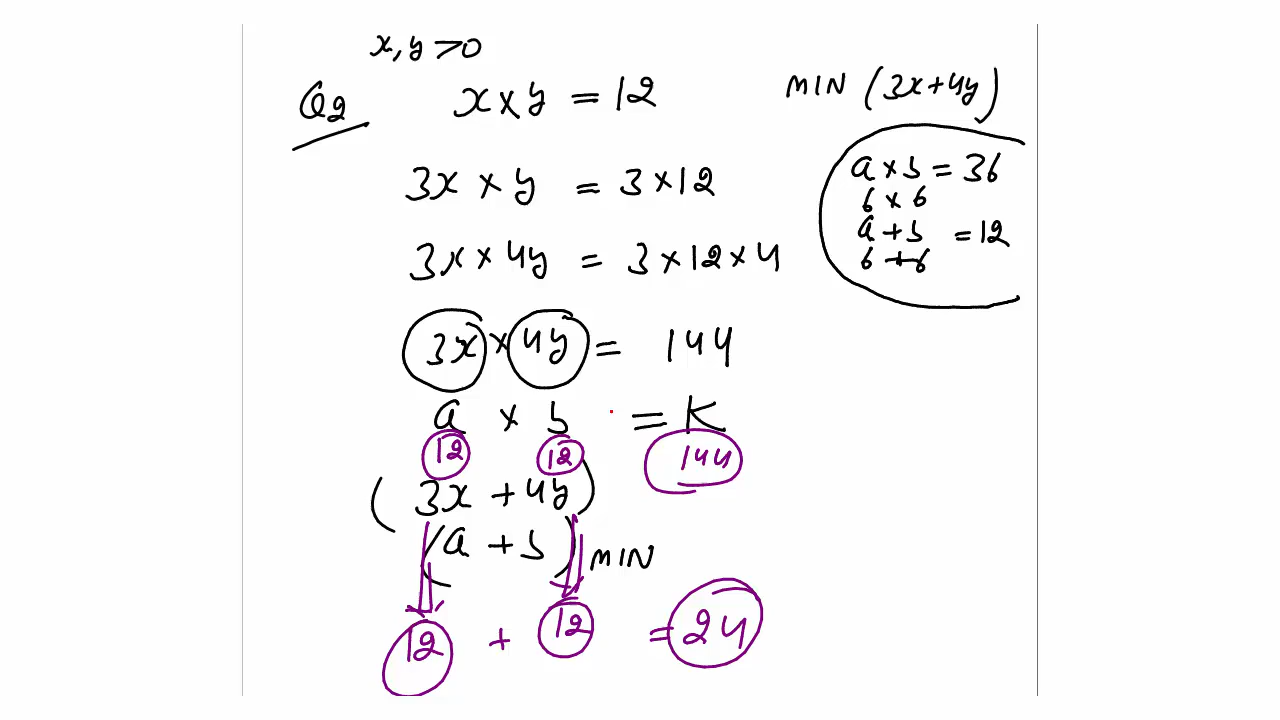 x, y > 0
Q2
x × y = 12
MIN (3x + 4y)
3x × y = 3 × 12
3x × 4y = 3 × 12 × 4
a × b = 36
6 × 6
a + b = 12
6 + 6
3x × 4y = 144
a × b = K
12 12 144
(3x + 4y)
(a + b) MIN
12 + 12 = 24